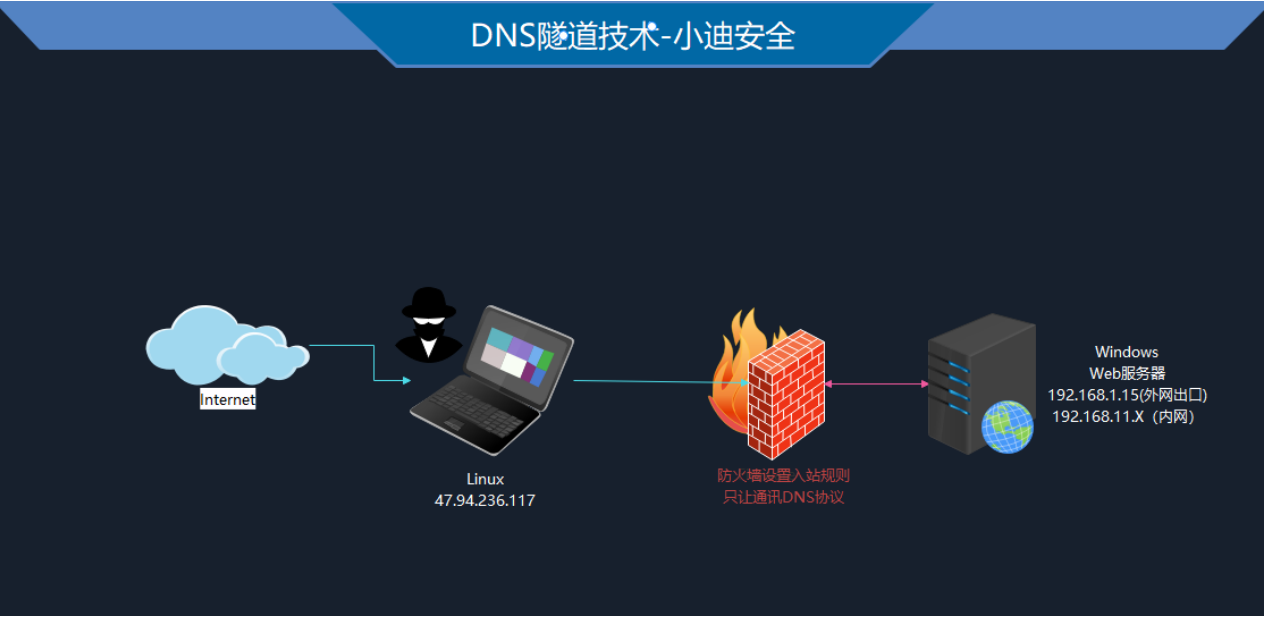 DNS隧道技术-小迪安全
Internet
Linux
47.94.236.117
防火墙设置入站规则
只让通讯DNS协议
Windows
Web服务器
192.168.1.15(外网出口)
192.168.11.X（内网）